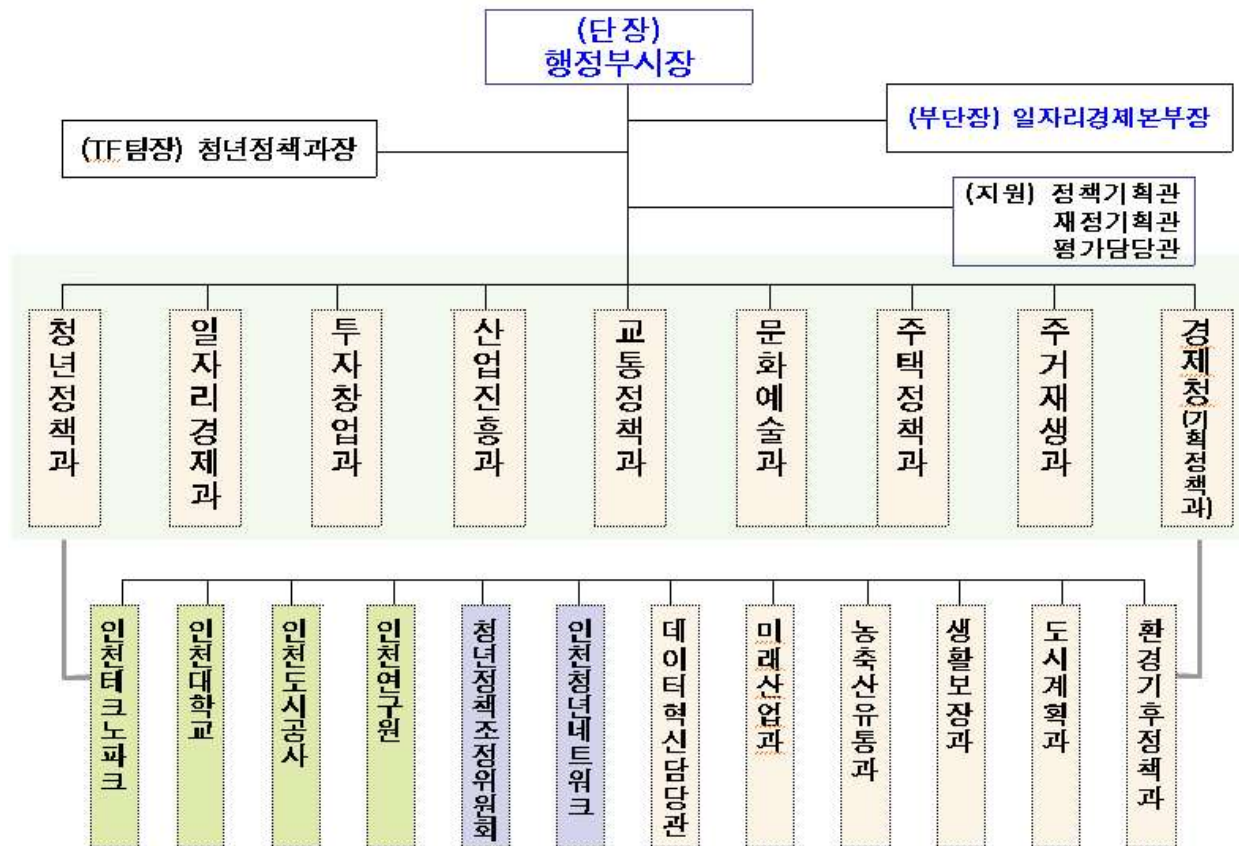 (단장)
행정부시장
(부단장) 일자리경제본부장
(TF팀장) 청년정책과장
(지원) 정책기획관
재정기획관
평가담당관
청년정책과
일자리경제과
투자창업과
산업진흥과
교통정책과
문화예술과
주택정책과
주거재생과
경제청(기획정책과)
인천테크노파크
인천대학교
인천도시공사
인천연구원
청년정책조정위원회
인천청년네트워크
데이터혁신담당관
미래산업과
농축산유통과
생활보장과
도시계획과
환경기후정책과